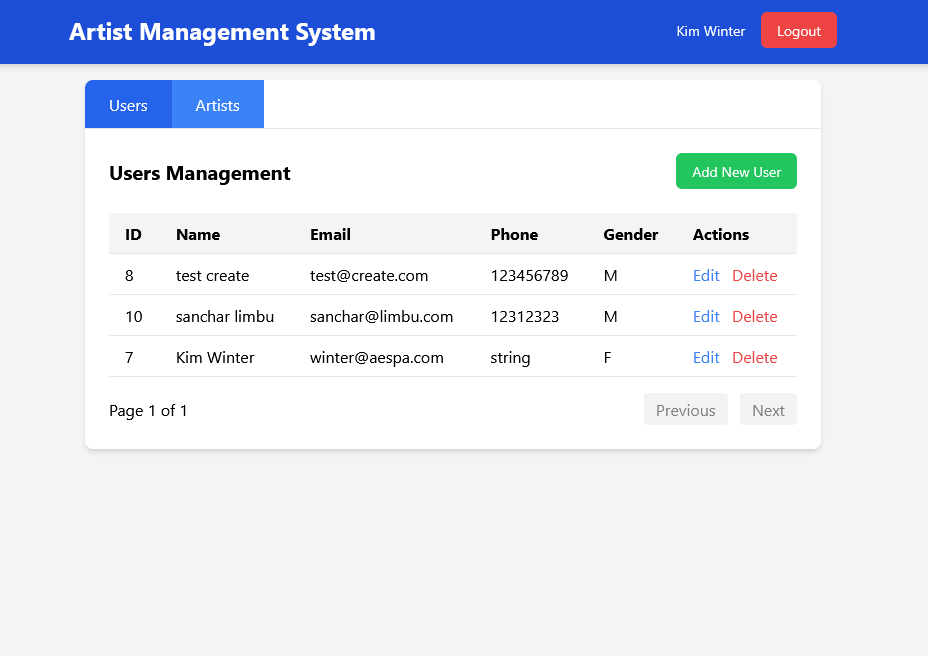 Artist Management System Kim Winter Logout
Users Artists
Users Management Add New User
ID Name Email Phone Gender Actions
8 test create test@create.com 123456789 M Edit Delete
10 sanchar limbu sanchar@limbu.com 12312323 M Edit Delete
7 Kim Winter winter@aespa.com string F Edit Delete
Page 1 of 1 Previous Next